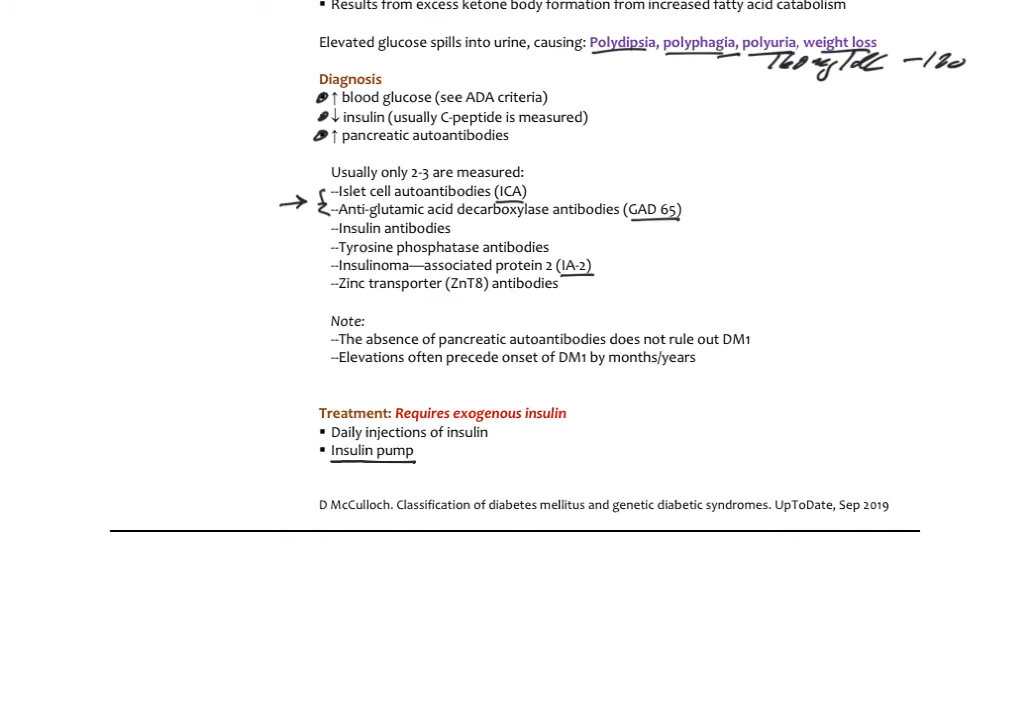 ▪ Results from excess ketone body formation from increased fatty acid catabolism
Elevated glucose spills into urine, causing: Polydipsia, polyphagia, polyuria, weight loss
160 mg/dL –180
Diagnosis
↑ blood glucose (see ADA criteria)
↓ insulin (usually C-peptide is measured)
↑ pancreatic autoantibodies
Usually only 2-3 are measured:
--Islet cell autoantibodies (ICA)
--Anti-glutamic acid decarboxylase antibodies (GAD 65)
--Insulin antibodies
--Tyrosine phosphatase antibodies
--Insulinoma—associated protein 2 (IA-2)
--Zinc transporter (ZnT8) antibodies
Note:
--The absence of pancreatic autoantibodies does not rule out DM1
--Elevations often precede onset of DM1 by months/years
Treatment: Requires exogenous insulin
▪ Daily injections of insulin
▪ Insulin pump
D McCulloch. Classification of diabetes mellitus and genetic diabetic syndromes. UpToDate, Sep 2019